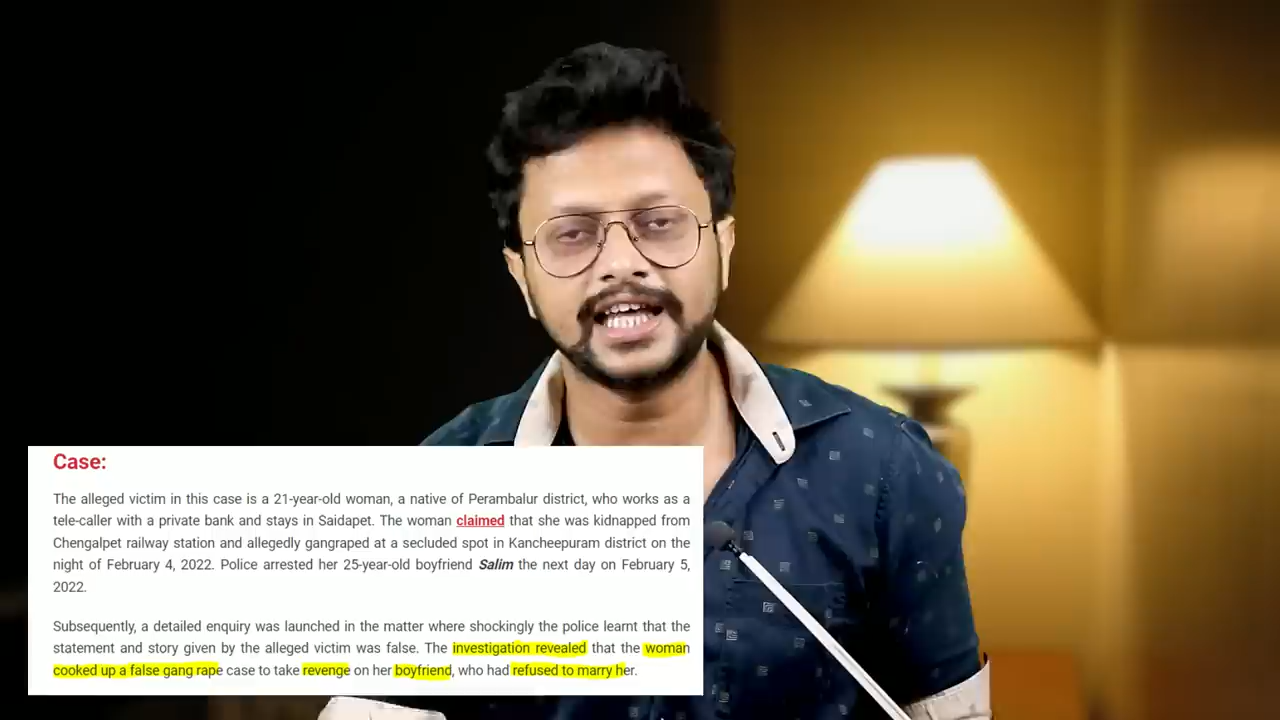 Case:
The alleged victim in this case is a 21-year-old woman, a native of Perambalur district, who works as a
tele-caller with a private bank and stays in Saidapet. The woman claimed that she was kidnapped from
Chengalpet railway station and allegedly gangraped at a secluded spot in Kancheepuram district on the
night of February 4, 2022. Police arrested her 25-year-old boyfriend Salim the next day on February 5,
2022.
Subsequently, a detailed enquiry was launched in the matter where shockingly the police learnt that the
statement and story given by the alleged victim was false. The investigation revealed that the woman
cooked up a false gang rape case to take revenge on her boyfriend, who had refused to marry her.